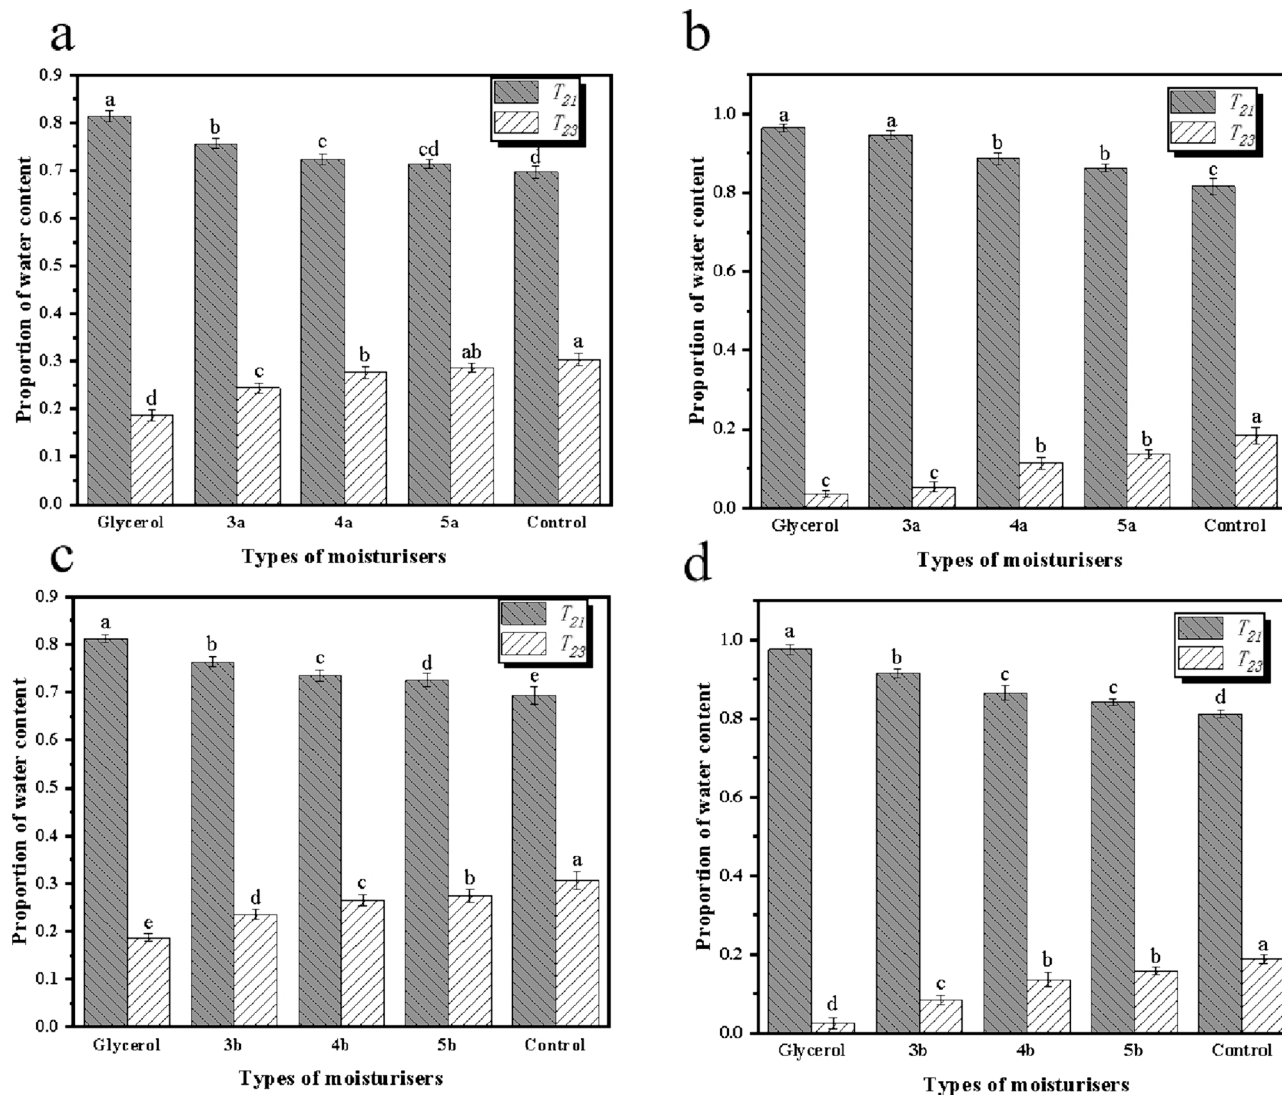 a
Proportion of water content
0.9
0.8
0.7
0.6
0.5
0.4
0.3
0.2
0.1
0.0
T21
T23
a
b
c
cd
d
d
c
b
ab
a
Glycerol 3a 4a 5a Control
Types of moisturisers
b
Proportion of water content
1.0
0.8
0.6
0.4
0.2
0.0
T21
T23
a
a
b
b
c
c
c
b
b
a
Glycerol 3a 4a 5a Control
Types of moisturisers
c
Proportion of water content
0.9
0.8
0.7
0.6
0.5
0.4
0.3
0.2
0.1
0.0
T21
T23
a
b
c
d
e
e
d
c
b
a
Glycerol 3b 4b 5b Control
Types of moisturisers
d
Proportion of water content
1.0
0.8
0.6
0.4
0.2
0.0
T21
T23
a
b
c
c
d
d
c
b
b
a
Glycerol 3b 4b 5b Control
Types of moisturisers